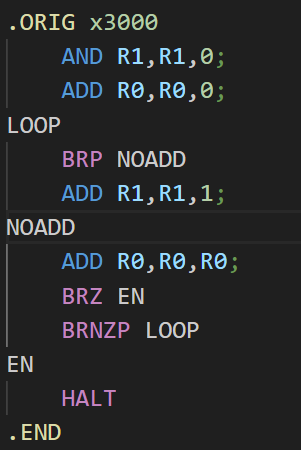 .ORIG x3000
AND R1,R1,0;
ADD R0,R0,0;
LOOP
BRP NOADD
ADD R1,R1,1;
NOADD
ADD R0,R0,R0;
BRZ EN
BRNZP LOOP
EN
HALT
.END